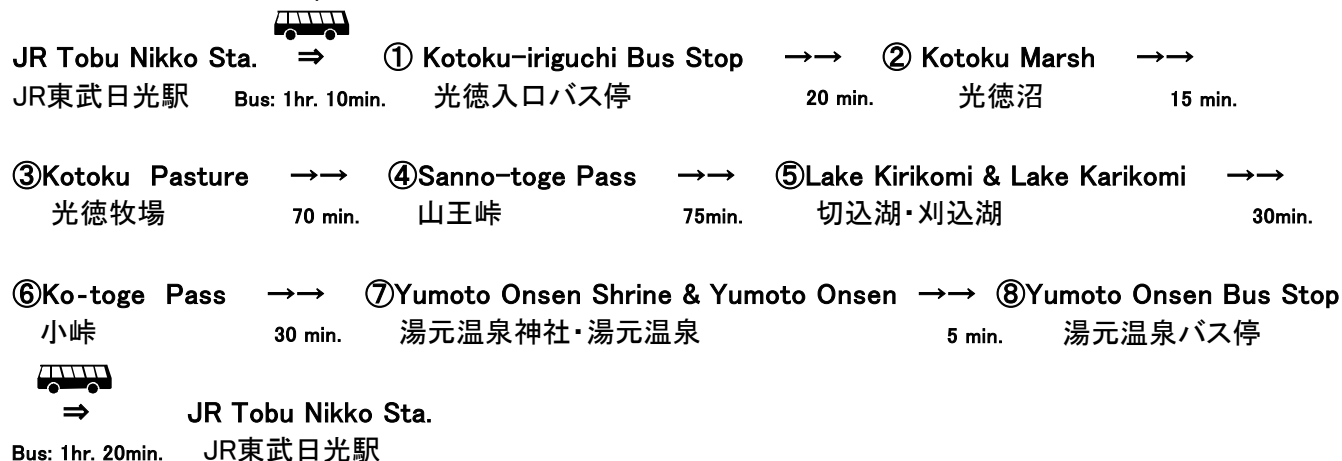 JR Tobu Nikko Sta. ⇒ ① Kotoku-iriguchi Bus Stop →→ ② Kotoku Marsh →→
JR東武日光駅 Bus: 1hr. 10min. 光徳入口バス停 20 min. 光徳沼 15 min.
③Kotoku Pasture →→ ④Sanno-toge Pass →→ ⑤Lake Kirikomi & Lake Karikomi →→
光徳牧場 70 min. 山王峠 75min. 切込湖・刈込湖 30min.
⑥Ko-toge Pass →→ ⑦Yumoto Onsen Shrine & Yumoto Onsen →→ ⑧Yumoto Onsen Bus Stop
小峠 30 min. 湯元温泉神社・湯元温泉 5 min. 湯元温泉バス停
⇒ JR Tobu Nikko Sta.
Bus: 1hr. 20min. JR東武日光駅